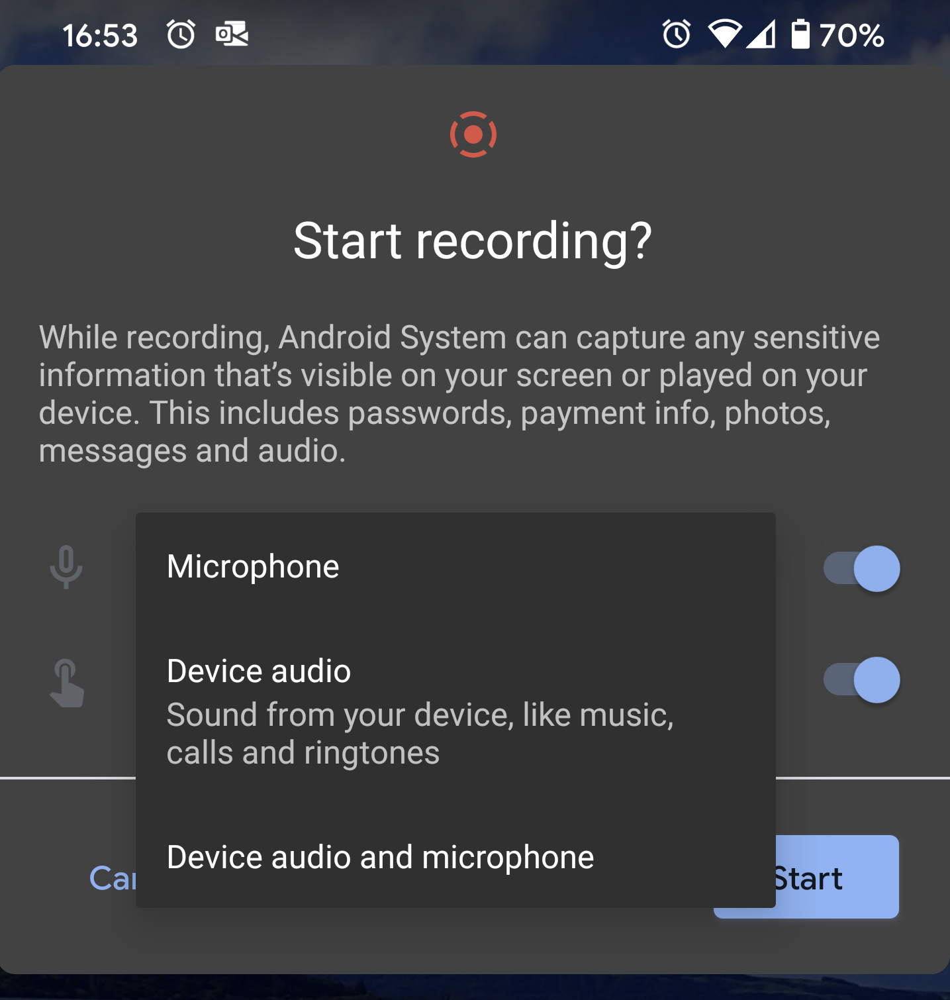 16:53
70%
Start recording?
While recording, Android System can capture any sensitive
information that’s visible on your screen or played on your
device. This includes passwords, payment info, photos,
messages and audio.
Microphone
Device audio
Sound from your device, like music,
calls and ringtones
Device audio and microphone
Start